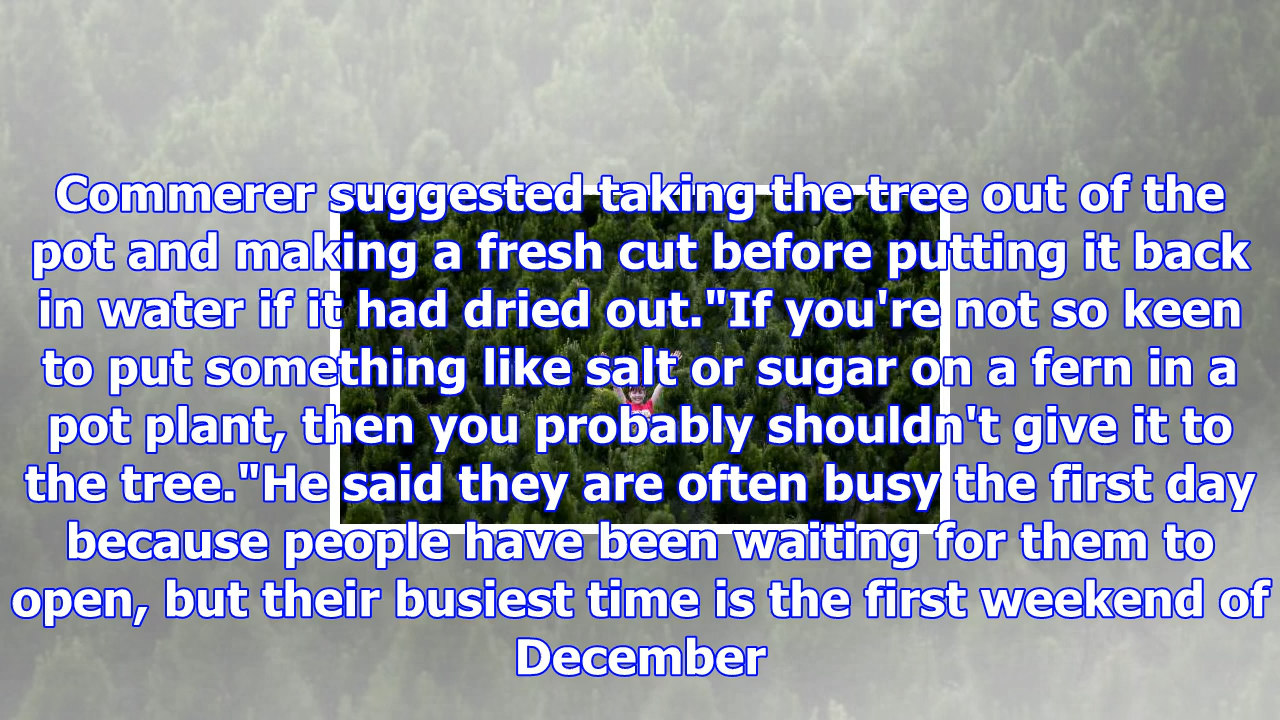 Commerer suggested taking the tree out of the
pot and making a fresh cut before putting it back
in water if it had dried out."If you're not so keen
to put something like salt or sugar on a fern in a
pot plant, then you probably shouldn't give it to
the tree."He said they are often busy the first day
because people have been waiting for them to
open, but their busiest time is the first weekend of
December